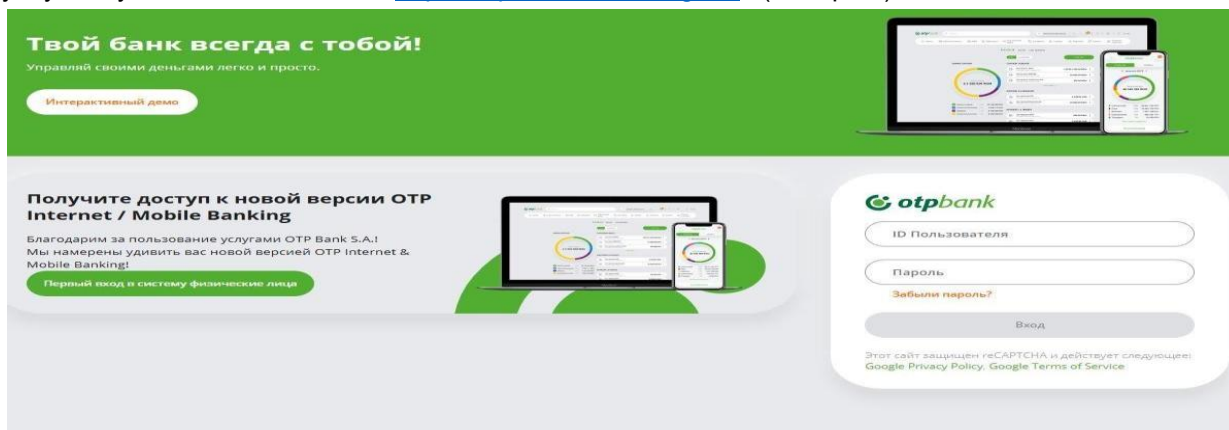 Твой банк всегда с тобой!
Управляй своими деньгами легко и просто.
Интерактивный демо
Получите доступ к новой версии OTP
Internet / Mobile Banking
Благодарим за пользование услугами OTP Bank S.A.!
Мы намерены удивить вас новой версией OTP Internet &
Mobile Banking!
Первый вход в систему физические лица
otpbank
ID Пользователя
Пароль
Забыли пароль?
Вход
Этот сайт защищен reCAPTCHA и действует следующее:
Google Privacy Policy, Google Terms of Service